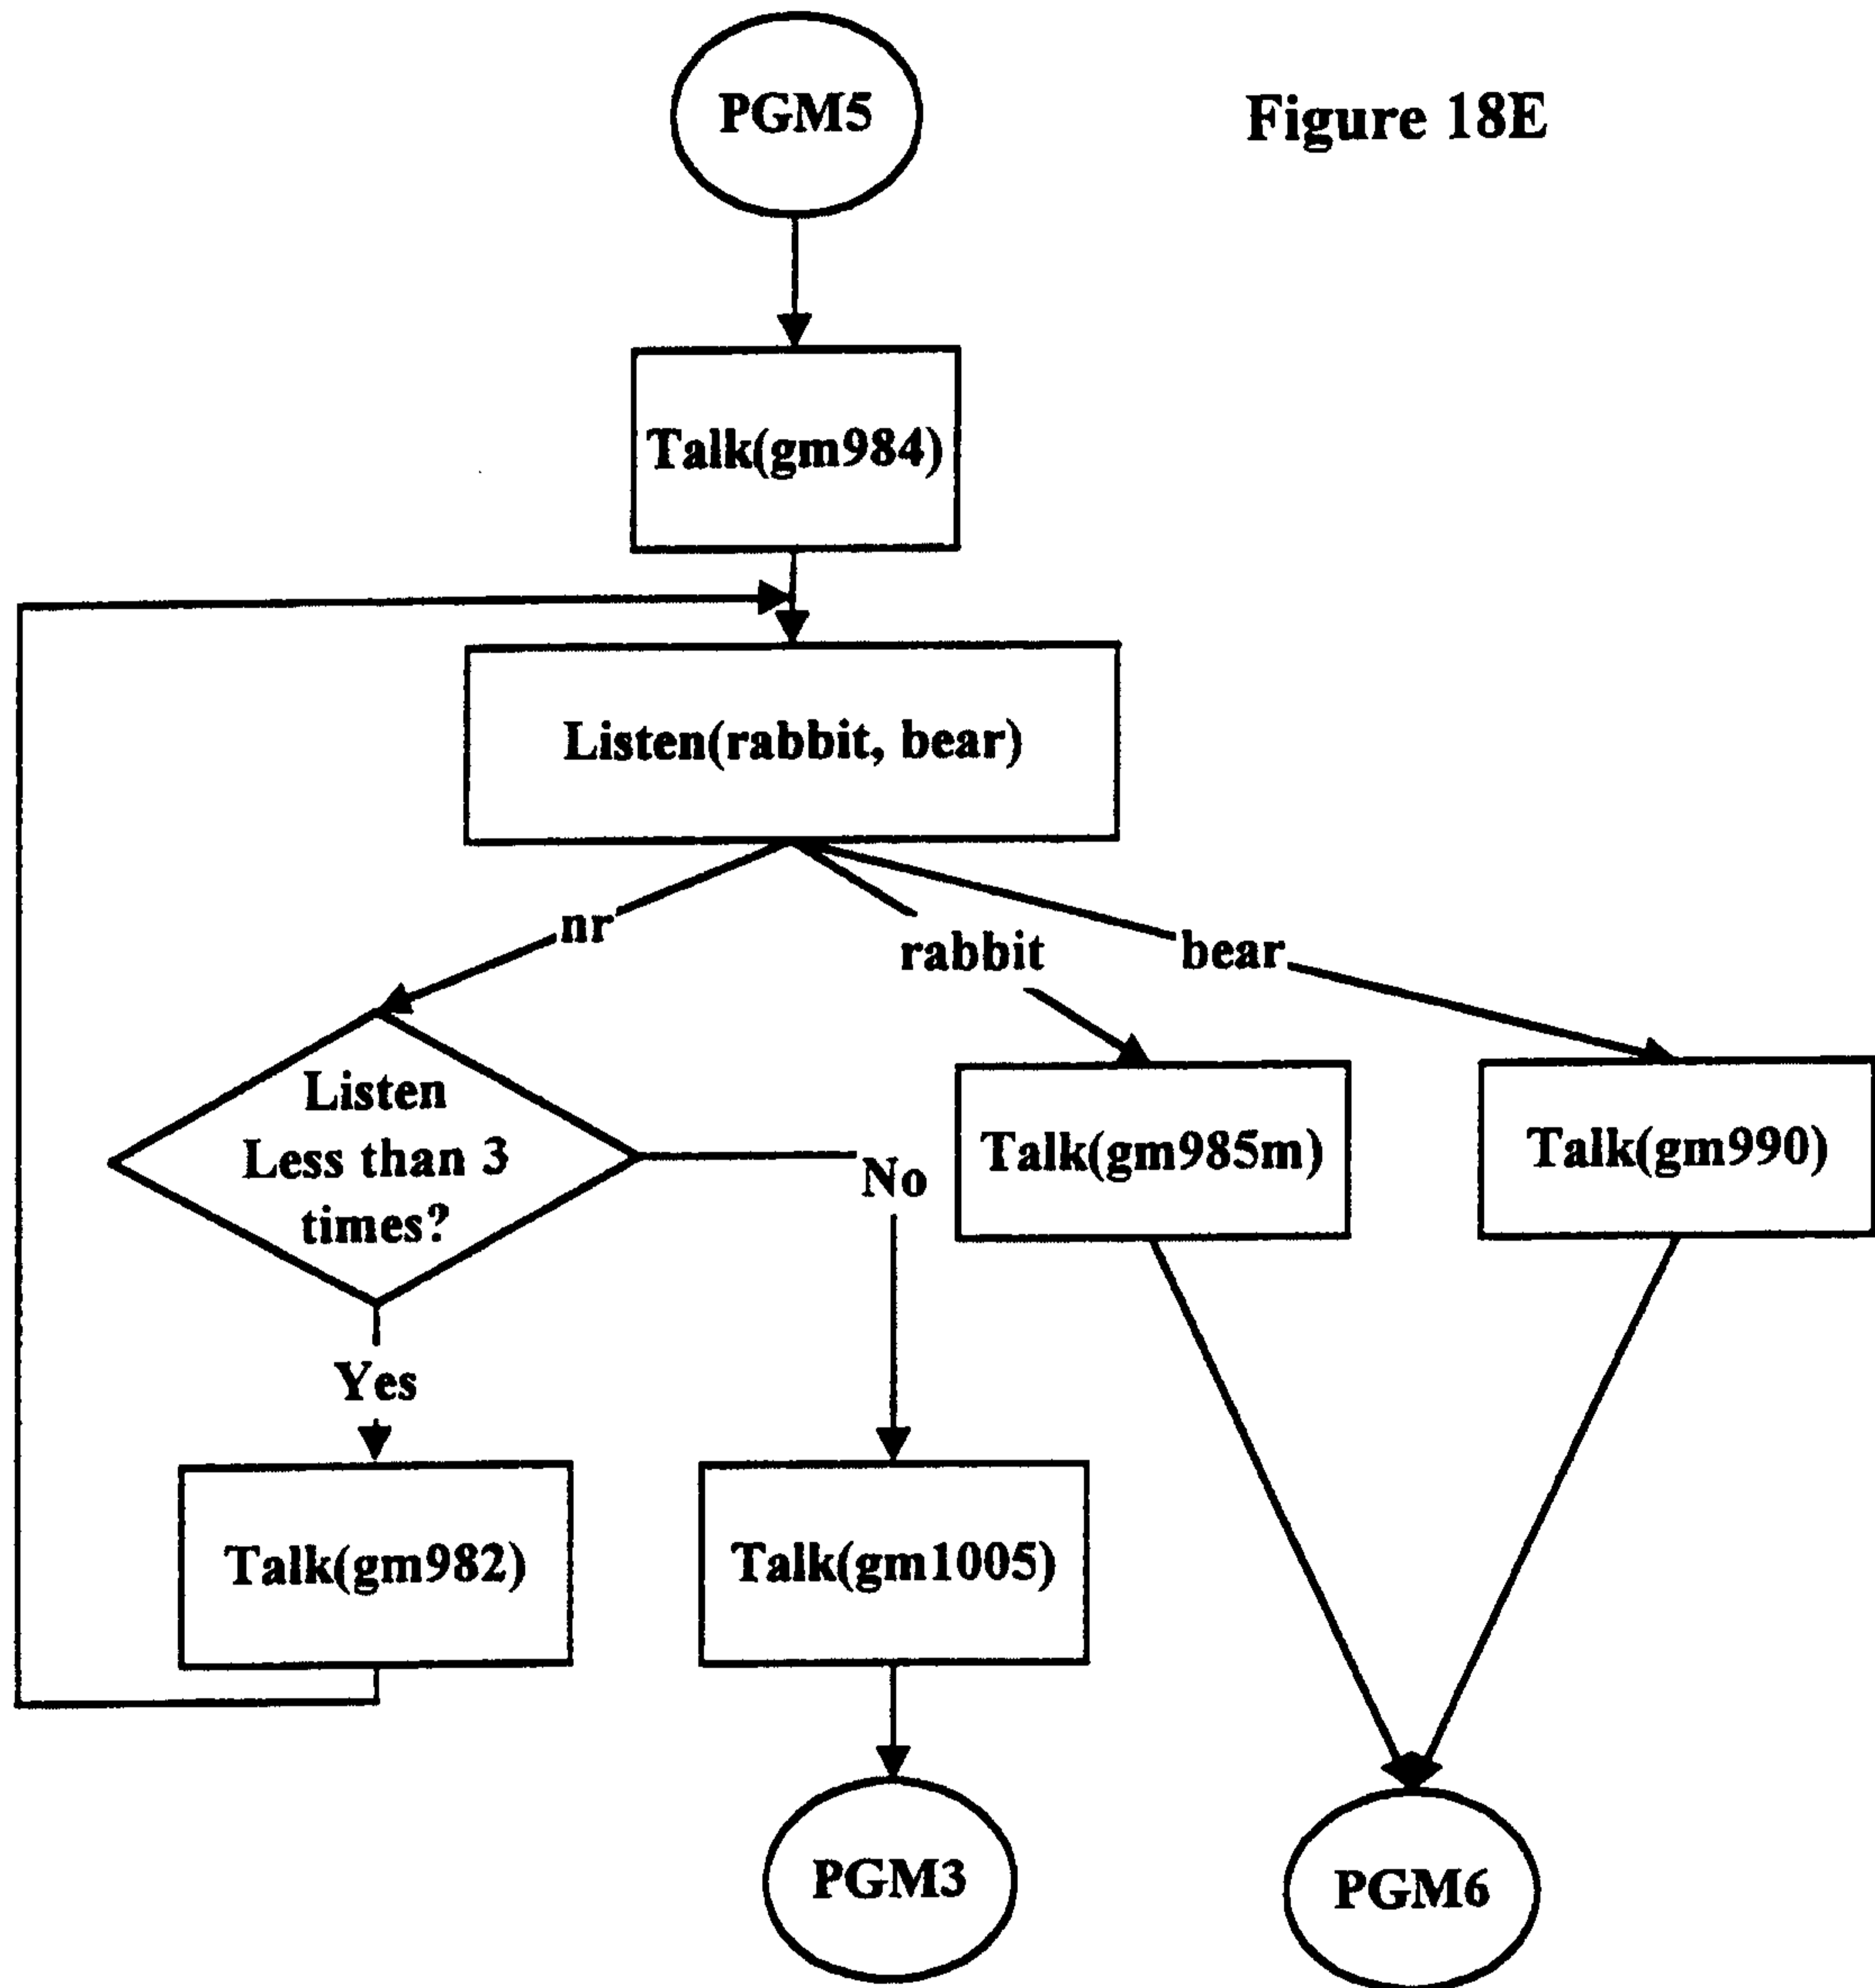 PGM5
Figure 18E
Talk(gm984)
Listen(rabbit, bear)
nr
rabbit
bear
Listen
Less than 3
times?
No
Talk(gm985m)
Talk(gm990)
Yes
Talk(gm982)
Talk(gm1005)
PGM3
PGM6